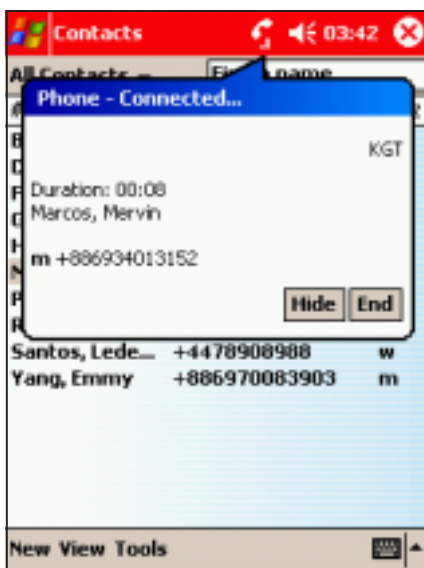 Contacts 03:42
All Contacts
Phone - Connected...
KGT
Duration: 00:08
Marcos, Mervin
m +886934013152
Hide End
Santos, Lede... +4478908988 w
Yang, Emmy +886970083903 m
New View Tools